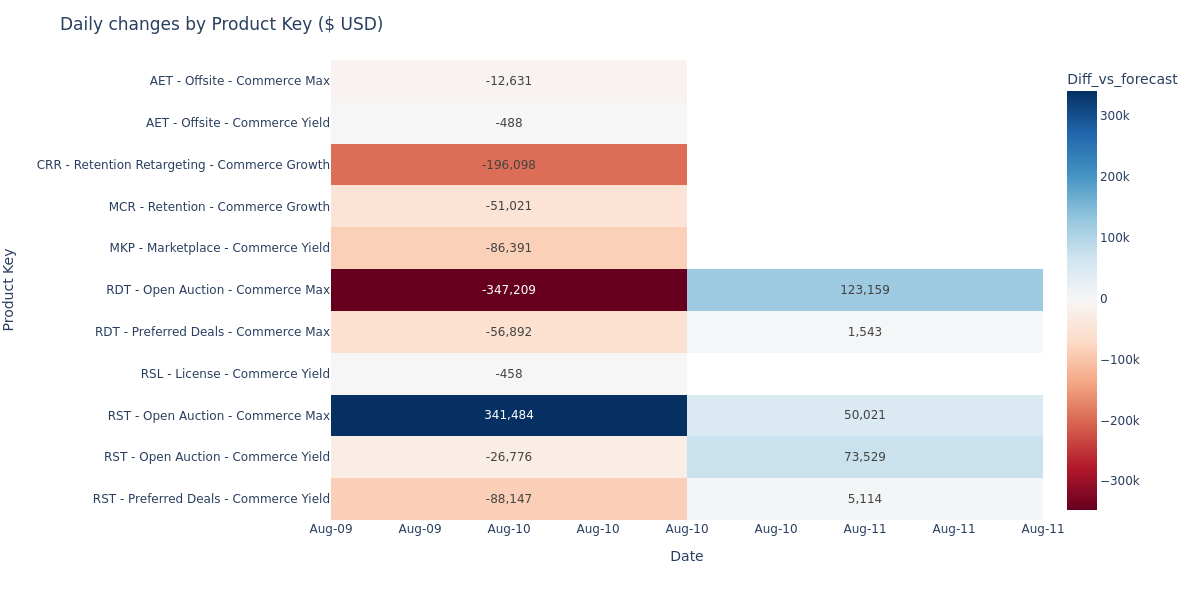 Daily changes by Product Key ($ USD)
Diff_vs_forecast
Product Key
AET - Offsite - Commerce Max -12,631
AET - Offsite - Commerce Yield -488
CRR - Retention Retargeting - Commerce Growth -196,098
MCR - Retention - Commerce Growth -51,021
MKP - Marketplace - Commerce Yield -86,391
RDT - Open Auction - Commerce Max -347,209 123,159
RDT - Preferred Deals - Commerce Max -56,892 1,543
RSL - License - Commerce Yield -458
RST - Open Auction - Commerce Max 341,484 50,021
RST - Open Auction - Commerce Yield -26,776 73,529
RST - Preferred Deals - Commerce Yield -88,147 5,114
Aug-09 Aug-09 Aug-10 Aug-10 Aug-10 Aug-10 Aug-11 Aug-11 Aug-11
Date
300k
200k
100k
0
−100k
−200k
−300k